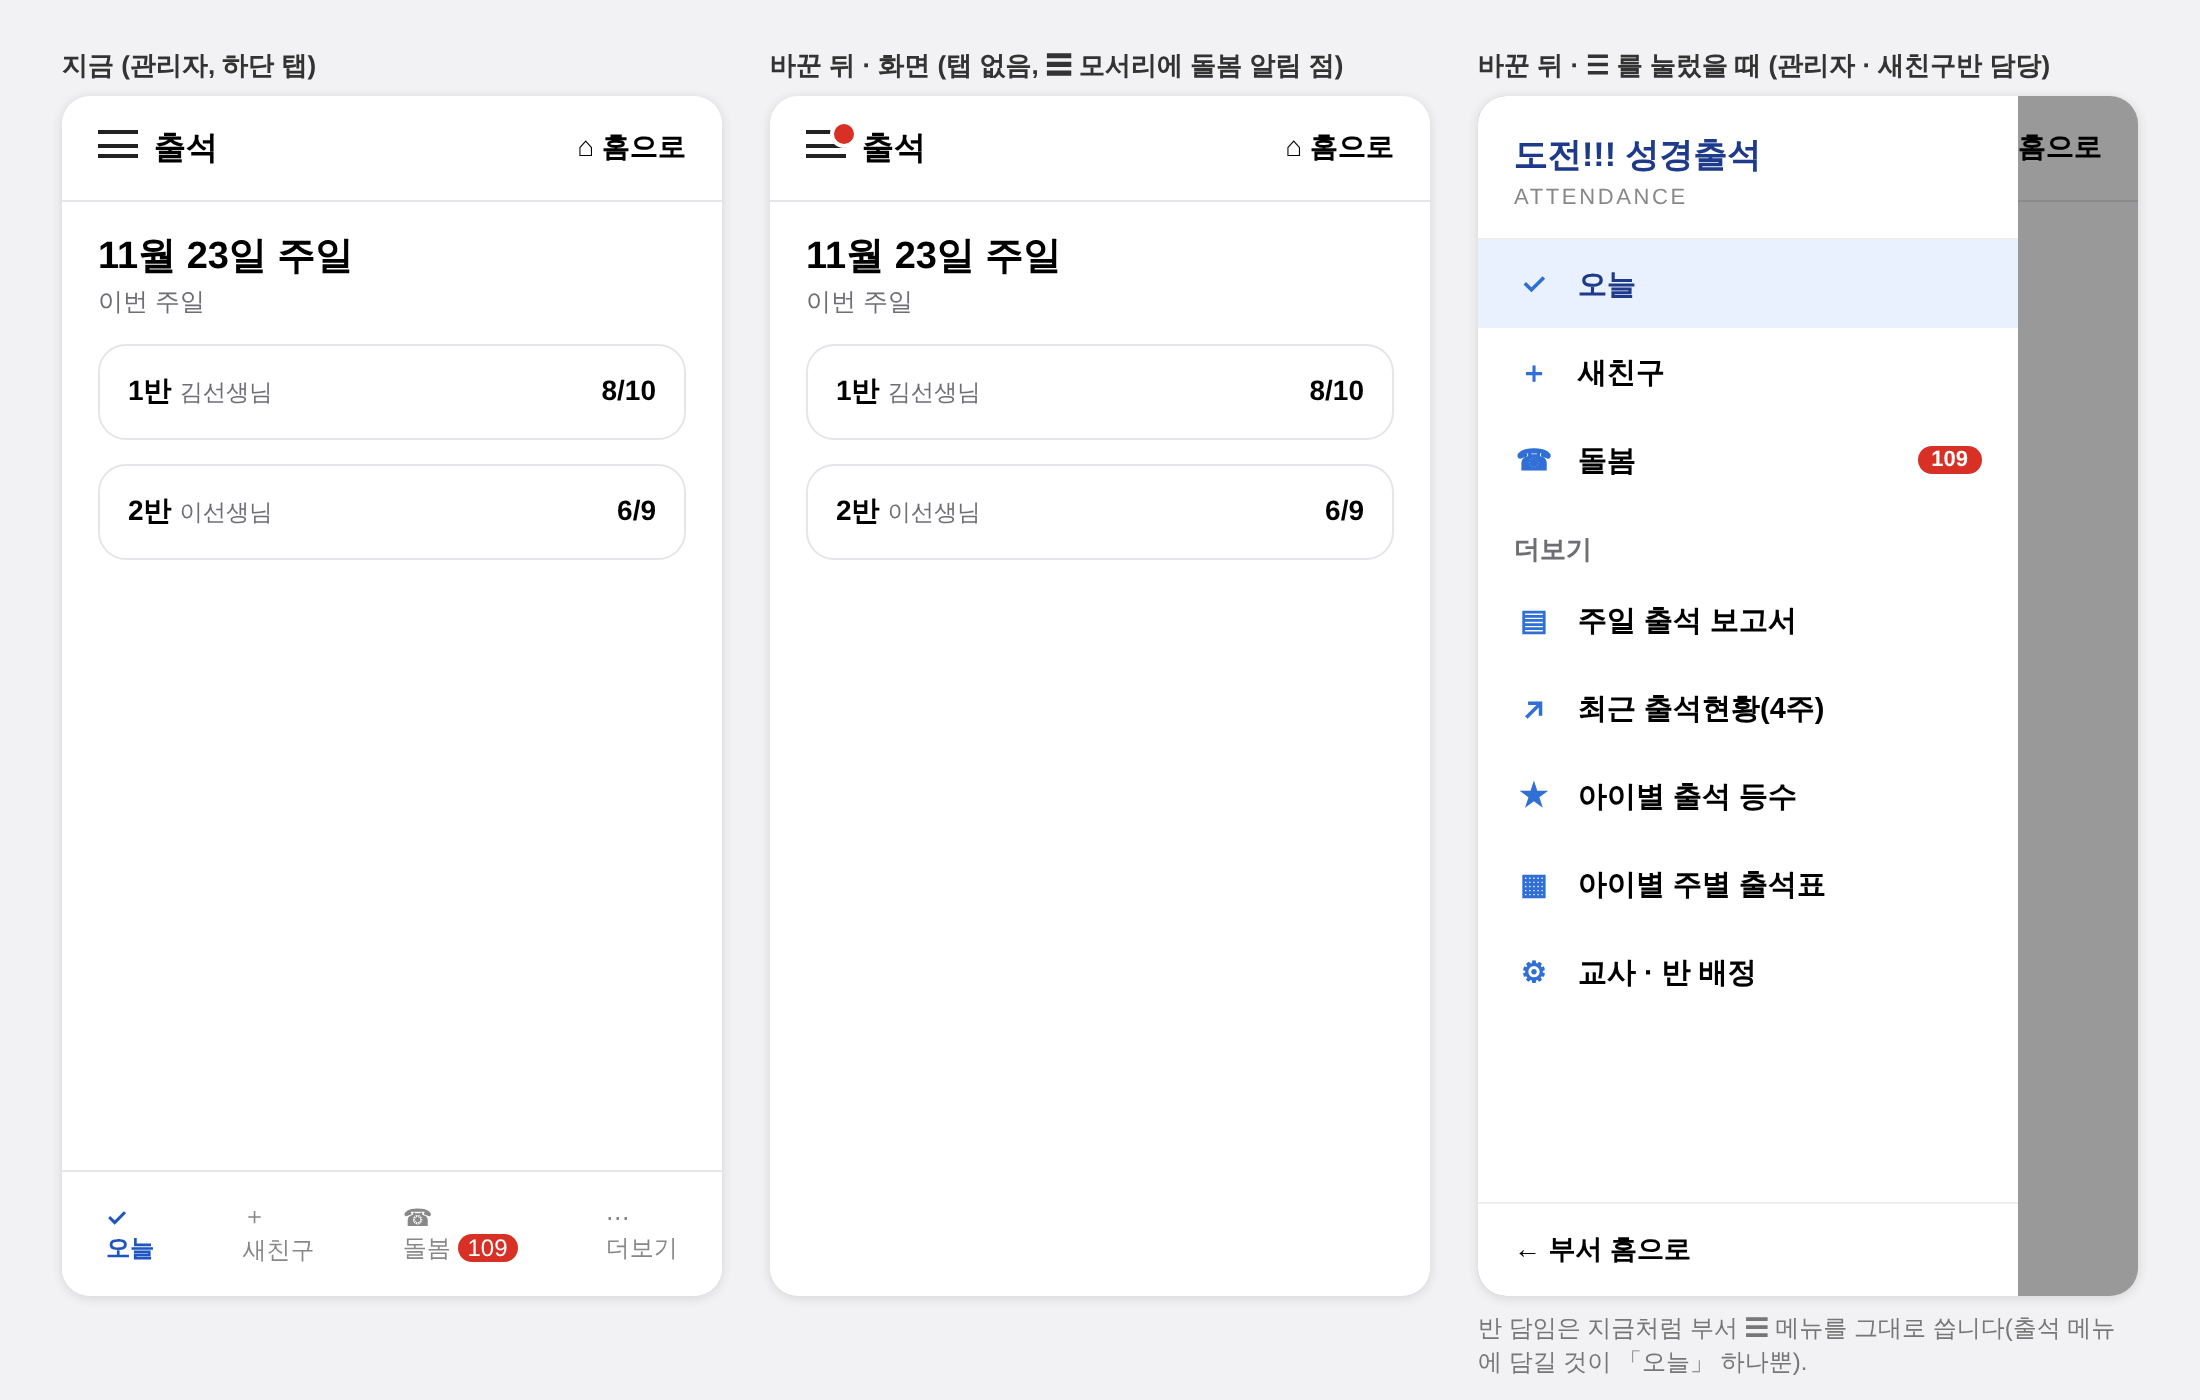 지금 (관리자, 하단 탭)
출석
⌂ 홈으로
11월 23일 주일
이번 주일
1반 김선생님 8/10
2반 이선생님 6/9
✓ 오늘
+ 새친구
☎ 돌봄 109
⋯ 더보기
바꾼 뒤 · 화면 (탭 없음, ☰ 모서리에 돌봄 알림 점)
출석
⌂ 홈으로
11월 23일 주일
이번 주일
1반 김선생님 8/10
2반 이선생님 6/9
바꾼 뒤 · ☰ 를 눌렀을 때 (관리자 · 새친구반 담당)
홈으로
도전!!! 성경출석
ATTENDANCE
✓ 오늘
+ 새친구
☎ 돌봄 109
더보기
▤ 주일 출석 보고서
↗ 최근 출석현황(4주)
★ 아이별 출석 등수
▦ 아이별 주별 출석표
⚙ 교사 · 반 배정
← 부서 홈으로
반 담임은 지금처럼 부서 ☰ 메뉴를 그대로 씁니다(출석 메뉴
에 담길 것이 「오늘」 하나뿐).